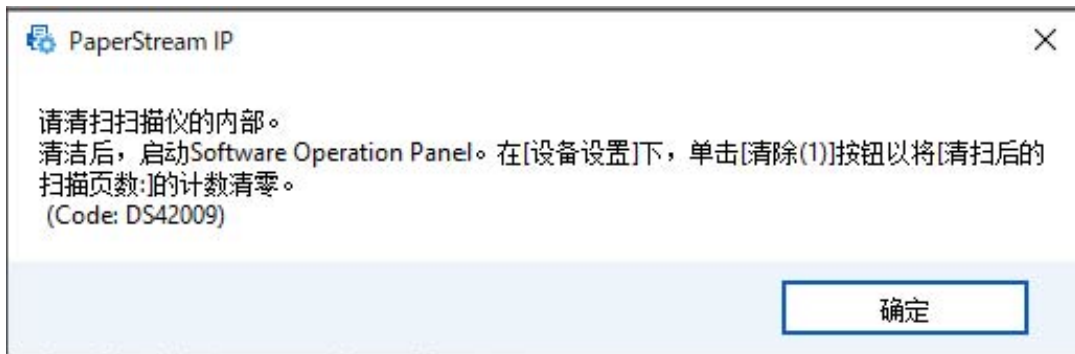 PaperStream IP
请清扫扫描仪的内部。
清洁后，启动Software Operation Panel。在[设备设置]下，单击[清除(1)]按钮以将[清扫后的
扫描页数:]的计数清零。
(Code: DS42009)
确定